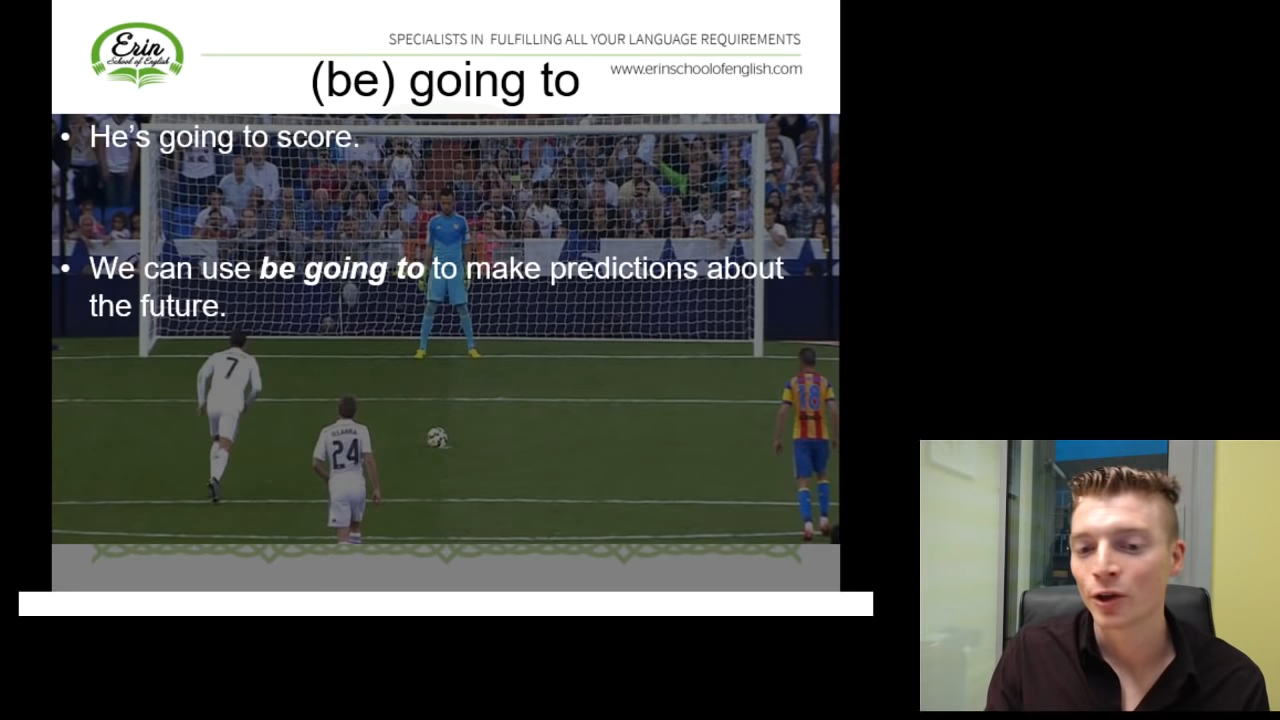 Erin
School of English
SPECIALISTS IN FULFILLING ALL YOUR LANGUAGE REQUIREMENTS
www.erinschoolofenglish.com
(be) going to
• He's going to score.
• We can use be going to to make predictions about
the future.
7
24
18